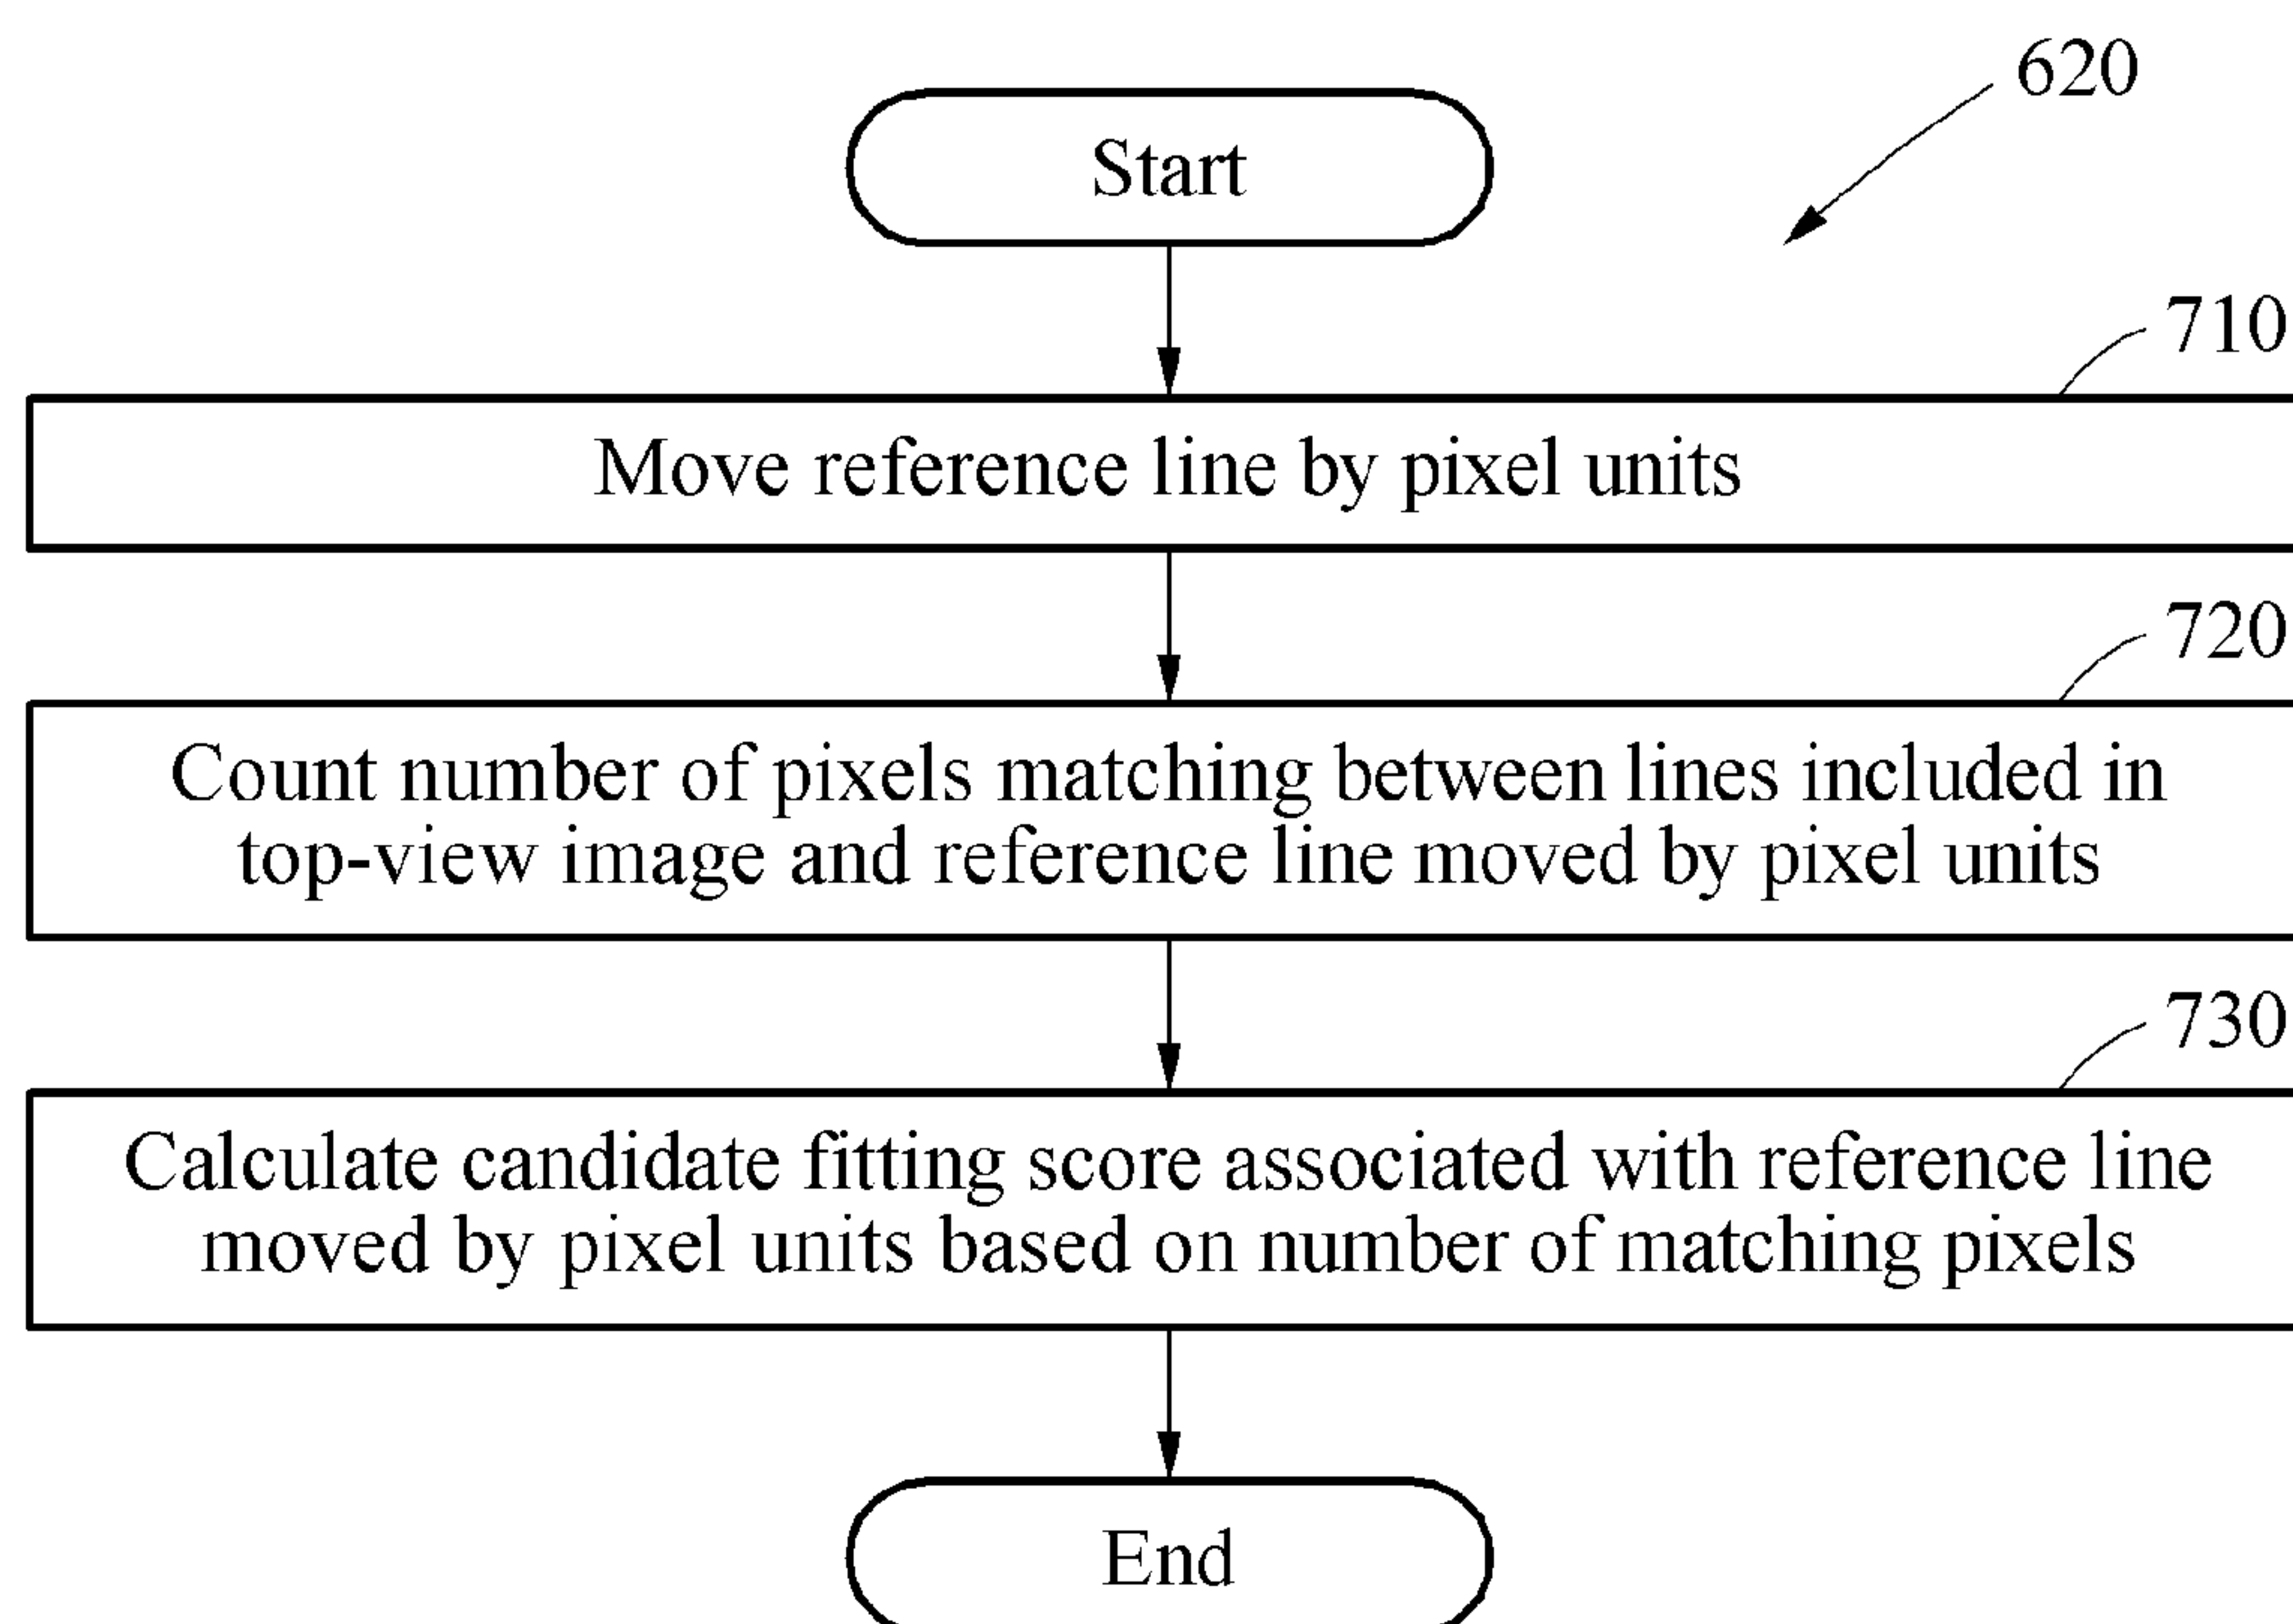 620
Start
710
Move reference line by pixel units
720
Count number of pixels matching between lines included in
top-view image and reference line moved by pixel units
730
Calculate candidate fitting score associated with reference line
moved by pixel units based on number of matching pixels
End